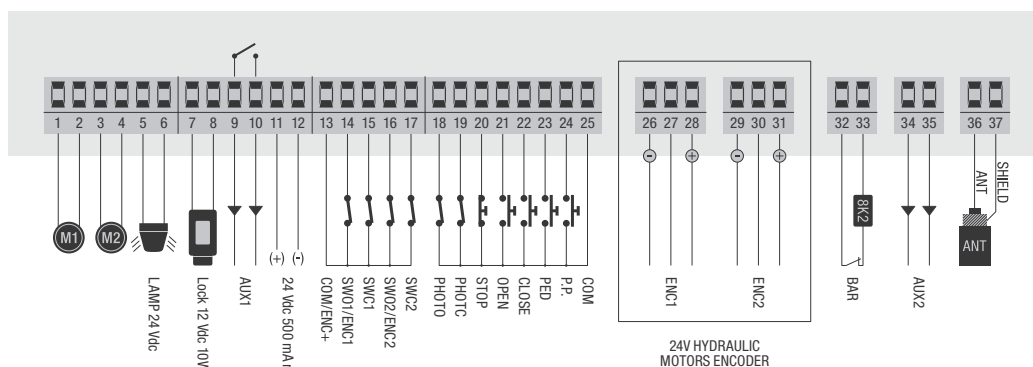 1 2 3 4 5 6 7 8 9 10 11 12 13 14 15 16 17 18 19 20 21 22 23 24 25 26 27 28 29 30 31 32 33 34 35 36 37
M1
M2
LAMP 24 Vdc
Lock 12 Vdc 10W
AUX1
(+) (-)
24 Vdc 500 mA
COM/ENC+
SWO1/ENC1
SWC1
SWO2/ENC2
SWC2
PHOTO
PHOTC
STOP
OPEN
CLOSE
PED
P.P.
COM
- +
ENC1
- +
ENC2
24V HYDRAULIC
MOTORS ENCODER
8K2
BAR
AUX2
ANT
SHIELD
ANT